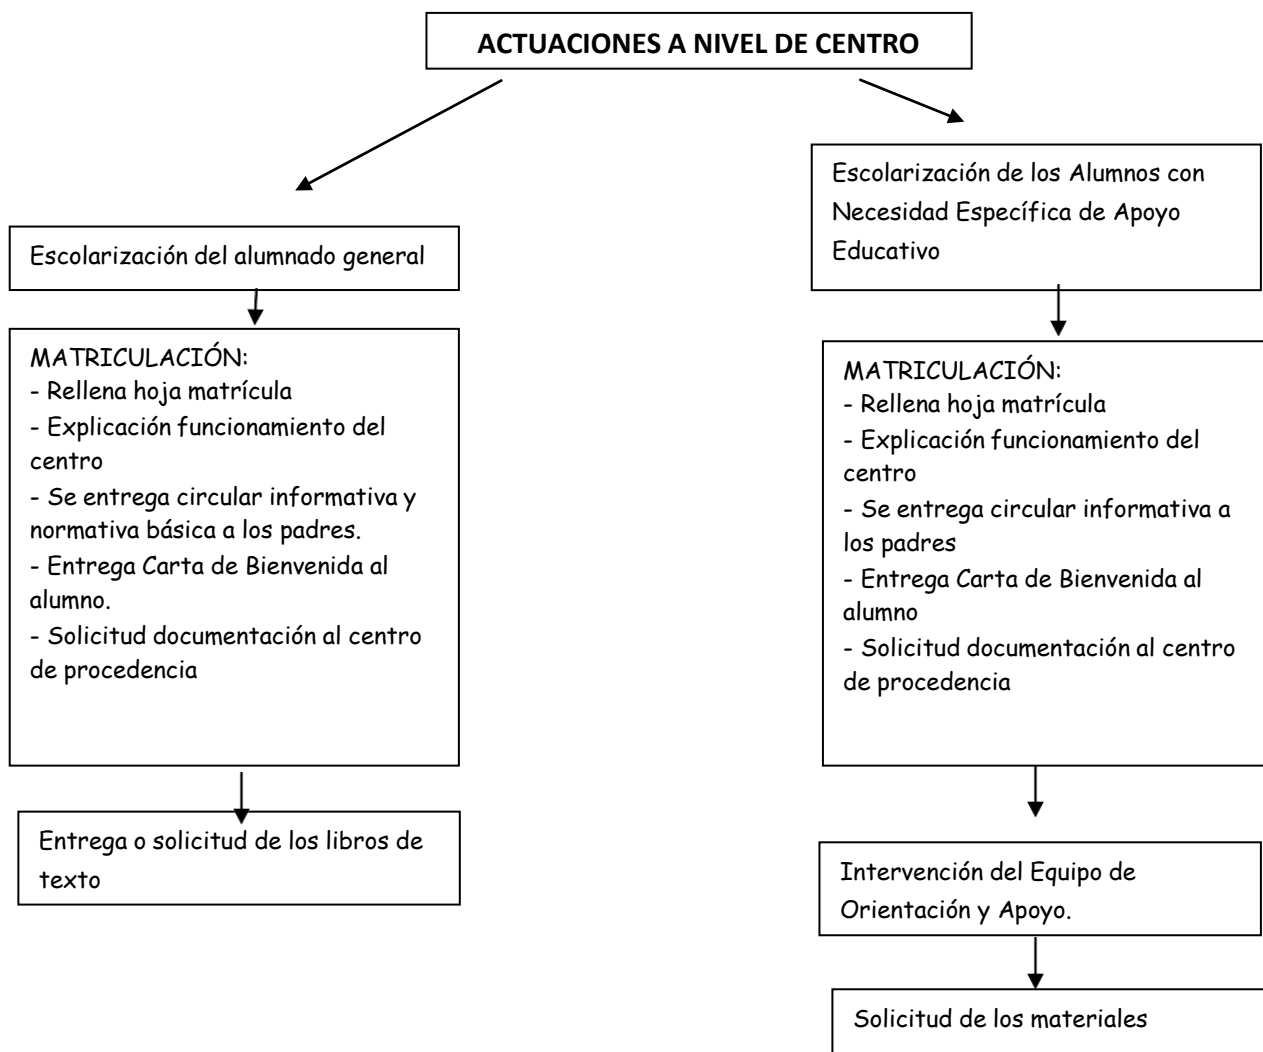 ACTUACIONES A NIVEL DE CENTRO
Escolarización del alumnado general
MATRICULACIÓN:
- Rellena hoja matrícula
- Explicación funcionamiento del
centro
- Se entrega circular informativa y
normativa básica a los padres.
- Entrega Carta de Bienvenida al
alumno.
- Solicitud documentación al centro
de procedencia
Entrega o solicitud de los libros de
texto
Escolarización de los Alumnos con
Necesidad Específica de Apoyo
Educativo
MATRICULACIÓN:
- Rellena hoja matrícula
- Explicación funcionamiento del
centro
- Se entrega circular informativa a
los padres
- Entrega Carta de Bienvenida al
alumno
- Solicitud documentación al centro
de procedencia
Intervención del Equipo de
Orientación y Apoyo.
Solicitud de los materiales